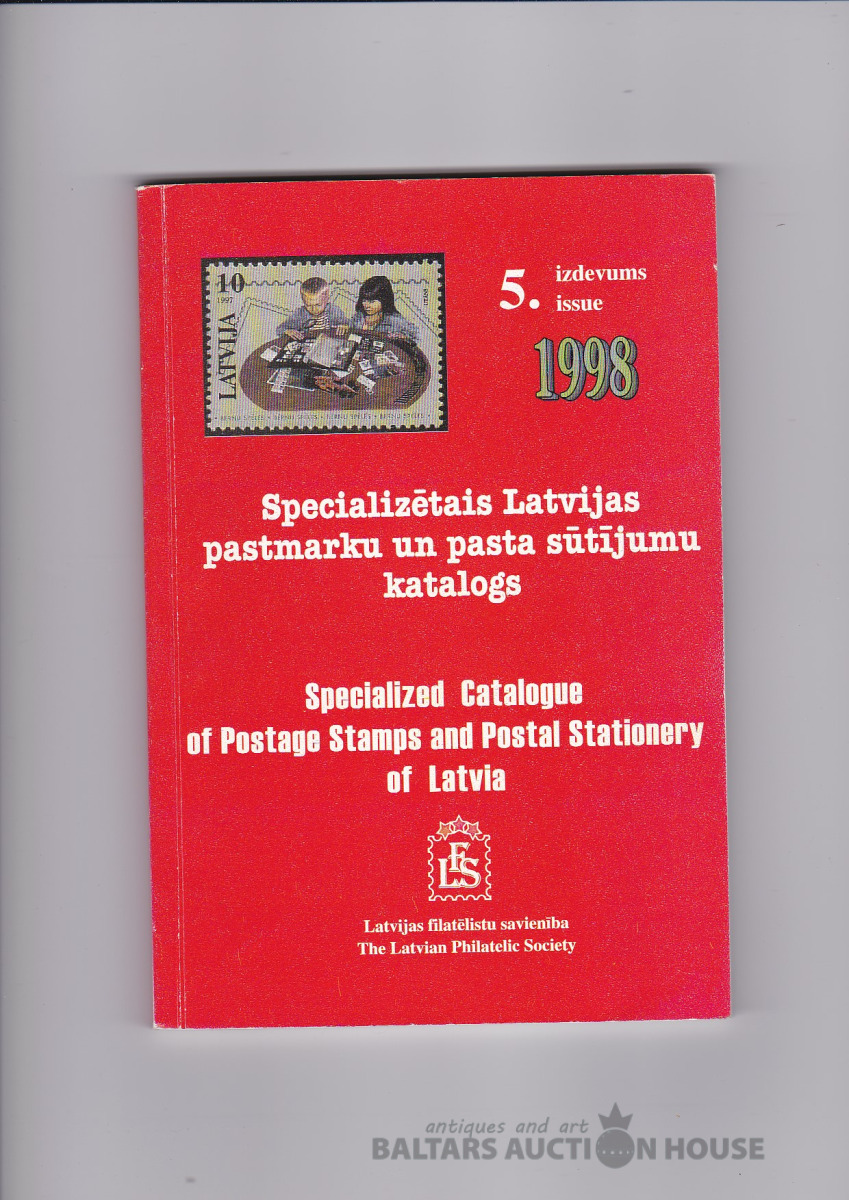 10
1997
LATVIJA
5. izdevums
issue
1998
Specializētais Latvijas
pastmarku un pasta sūtījumu
katalogs
Specialized Catalogue
of Postage Stamps and Postal Stationery
of Latvia
LFS
Latvijas filatēlistu savienība
The Latvian Philatelic Society
antiques and art
BALTARS AUCTION HOUSE